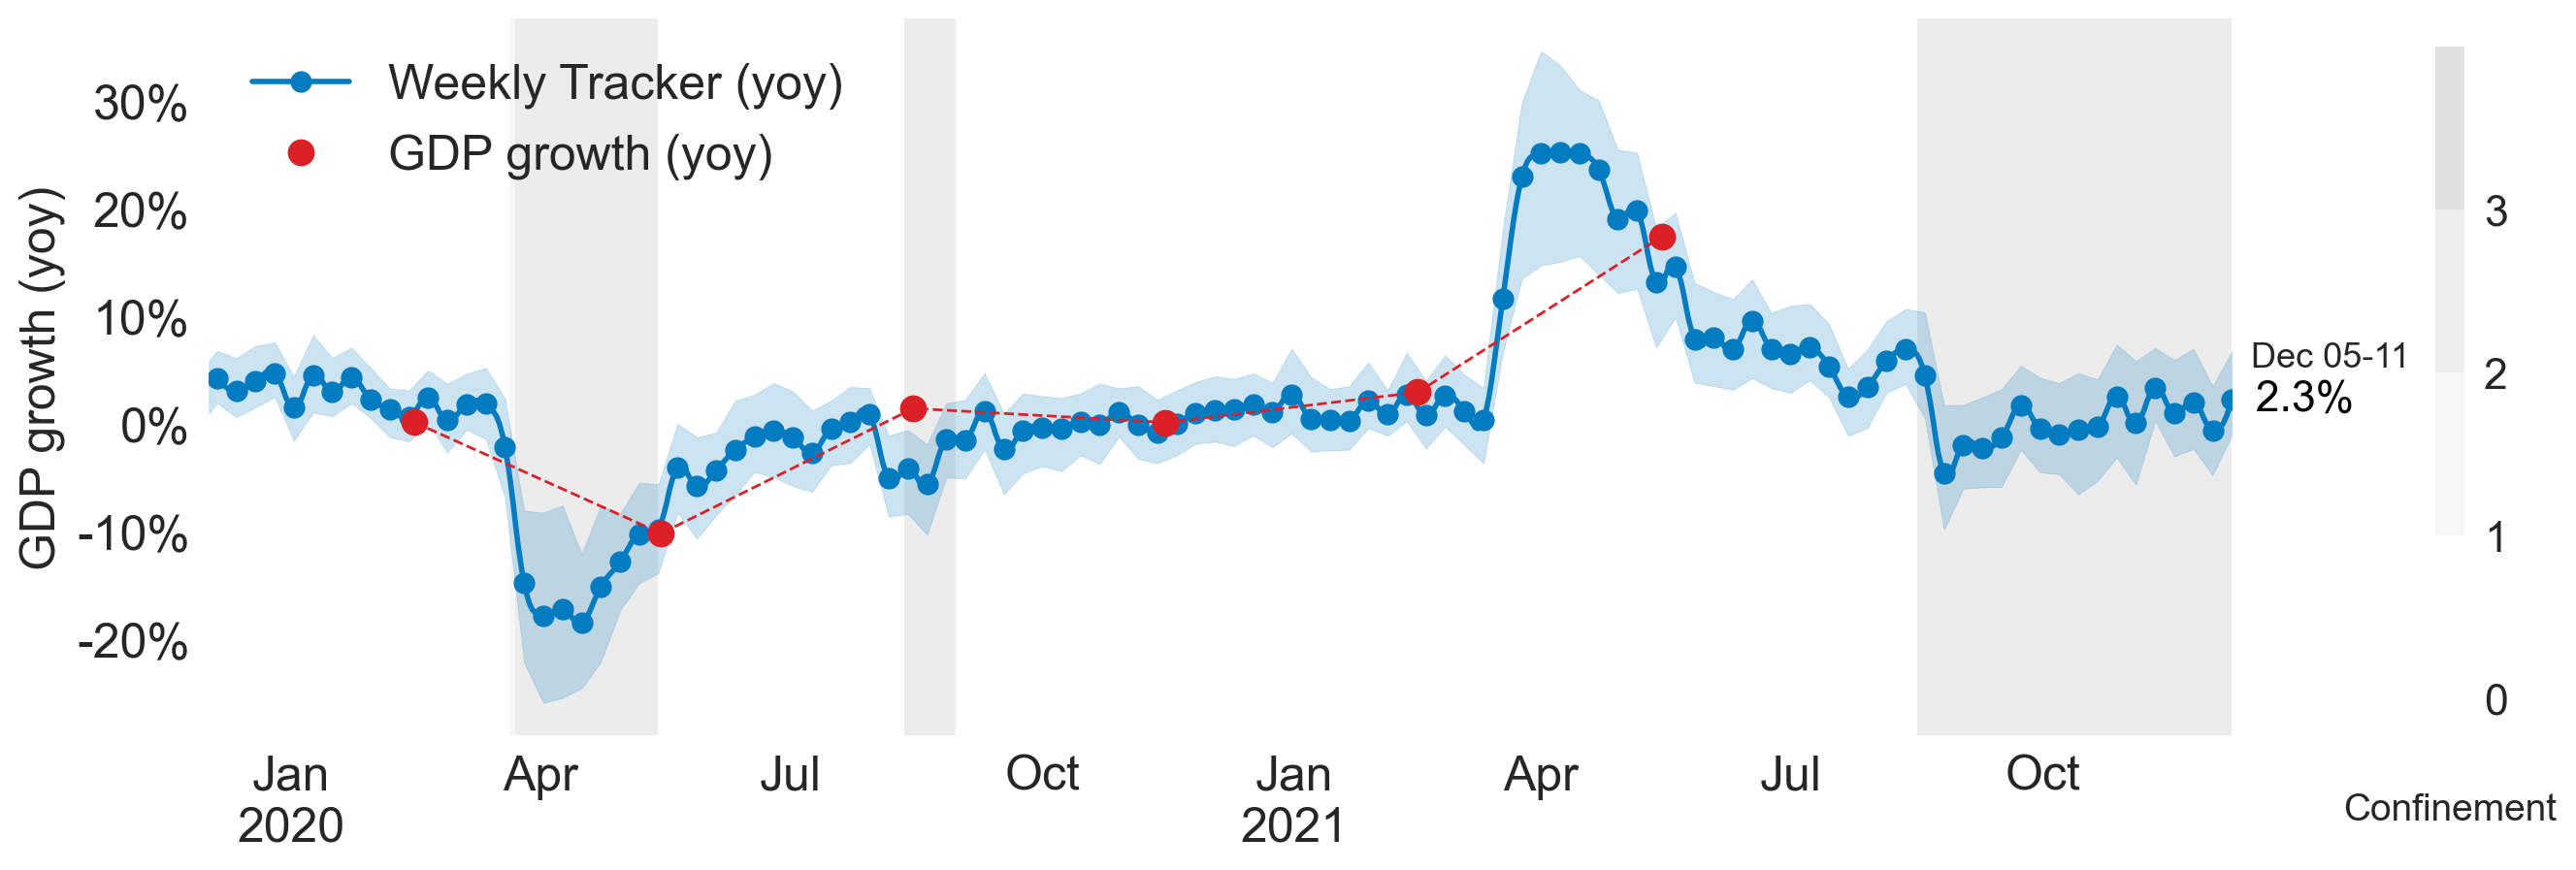 Weekly Tracker (yoy)
GDP growth (yoy)
GDP growth (yoy)
30%
20%
10%
0%
-10%
-20%
Jan
2020
Apr
Jul
Oct
Jan
2021
Apr
Jul
Oct
Dec 05-11
2.3%
3
2
1
0
Confinement